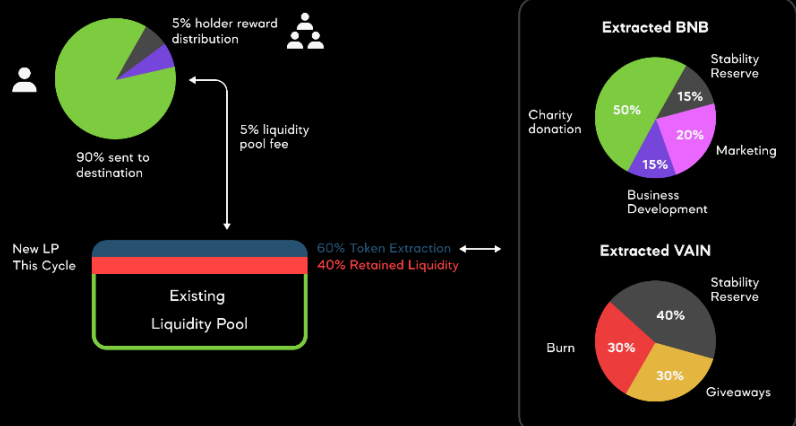 5% holder reward
distribution
5% liquidity
pool fee
90% sent to
destination
New LP
This Cycle
60% Token Extraction
40% Retained Liquidity
Existing
Liquidity Pool
Extracted BNB
Stability
Reserve
15%
50%
Charity
donation
20%
Marketing
15%
Business
Development
Extracted VAIN
Stability
Reserve
40%
Burn
30%
30%
Giveaways